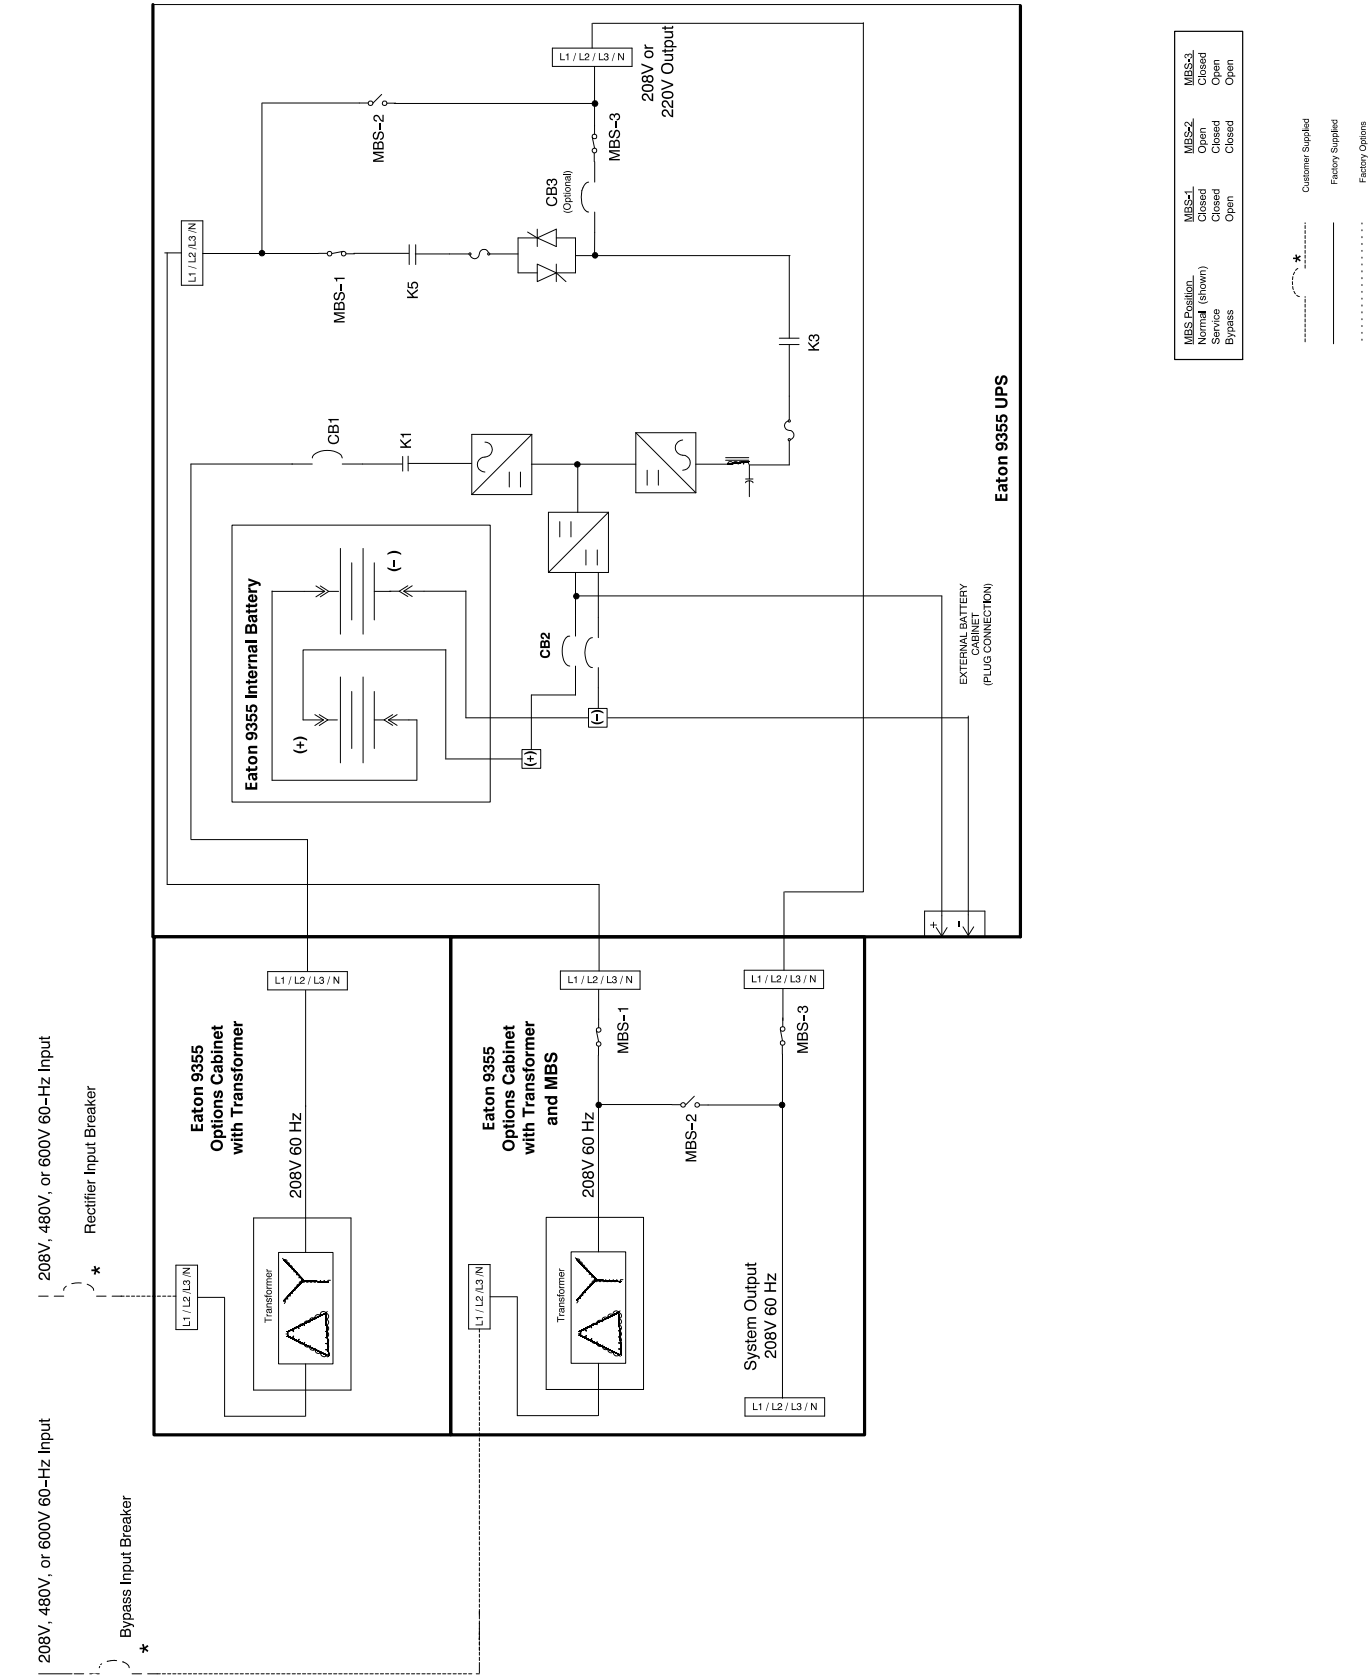 208V, 480V, or 600V 60-Hz Input
Bypass Input Breaker
*
208V, 480V, or 600V 60-Hz Input
Rectifier Input Breaker
*
Eaton 9355
Options Cabinet
with Transformer
L1 / L2 /L3 /N
Transformer
208V 60 Hz
L1 / L2 / L3 / N
Eaton 9355
Options Cabinet
with Transformer
and MBS
L1 / L2 /L3 /N
Transformer
208V 60 Hz
L1 / L2 / L3 / N
MBS-1
MBS-2
MBS-3
L1 / L2 / L3 / N
System Output
208V 60 Hz
L1 / L2 / L3 / N
Eaton 9355 Internal Battery
(+)
(-)
(+)
(-)
CB2
CB1
K1
L1 / L2 /L3 /N
MBS-1
K5
MBS-2
CB3
(Optional)
MBS-3
L1 / L2 / L3 / N
208V or
220V Output
K3
EXTERNAL BATTERY
CABINET
(PLUG CONNECTION)
+
-
Eaton 9355 UPS
MBS Position MBS-1 MBS-2 MBS-3
Normal (shown) Closed Open Closed
Service Closed Closed Open
Bypass Open Closed Open
* Customer Supplied
Factory Supplied
Factory Options